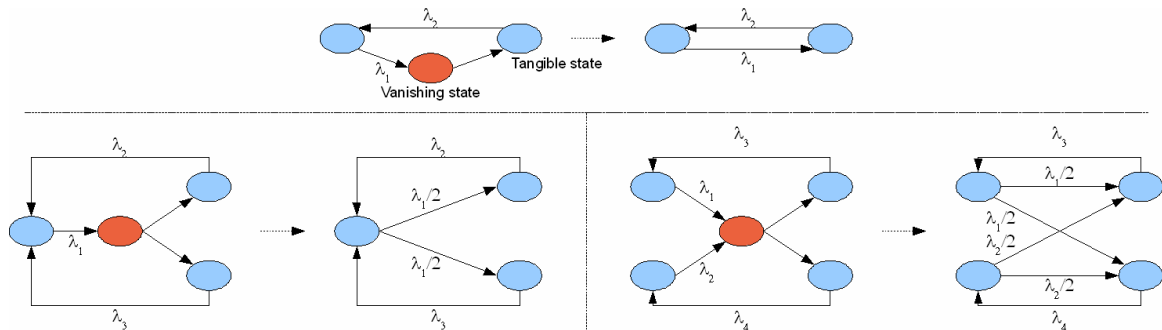 λ2
λ1
Tangible state
Vanishing state
λ2
λ1
λ2
λ1
λ3
λ2
λ1/2
λ1/2
λ3
λ3
λ1
λ2
λ4
λ3
λ1/2
λ1/2
λ2/2
λ2/2
λ4